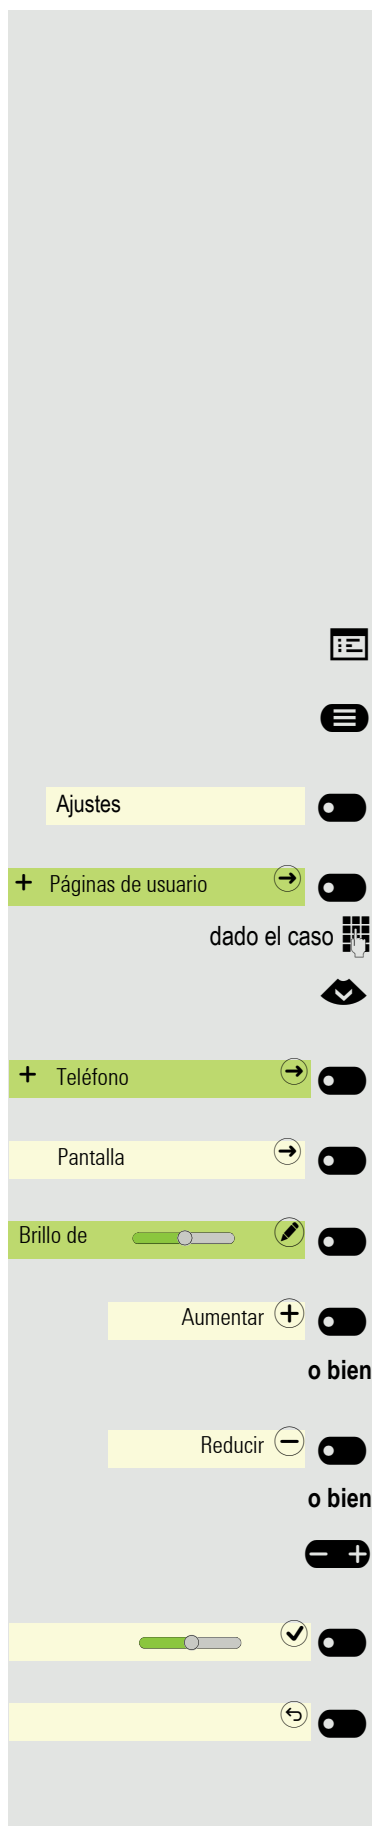 Ajustes
+ Páginas de usuario
dado el caso
+ Teléfono
Pantalla
Brillo de
Aumentar
o bien
Reducir
o bien